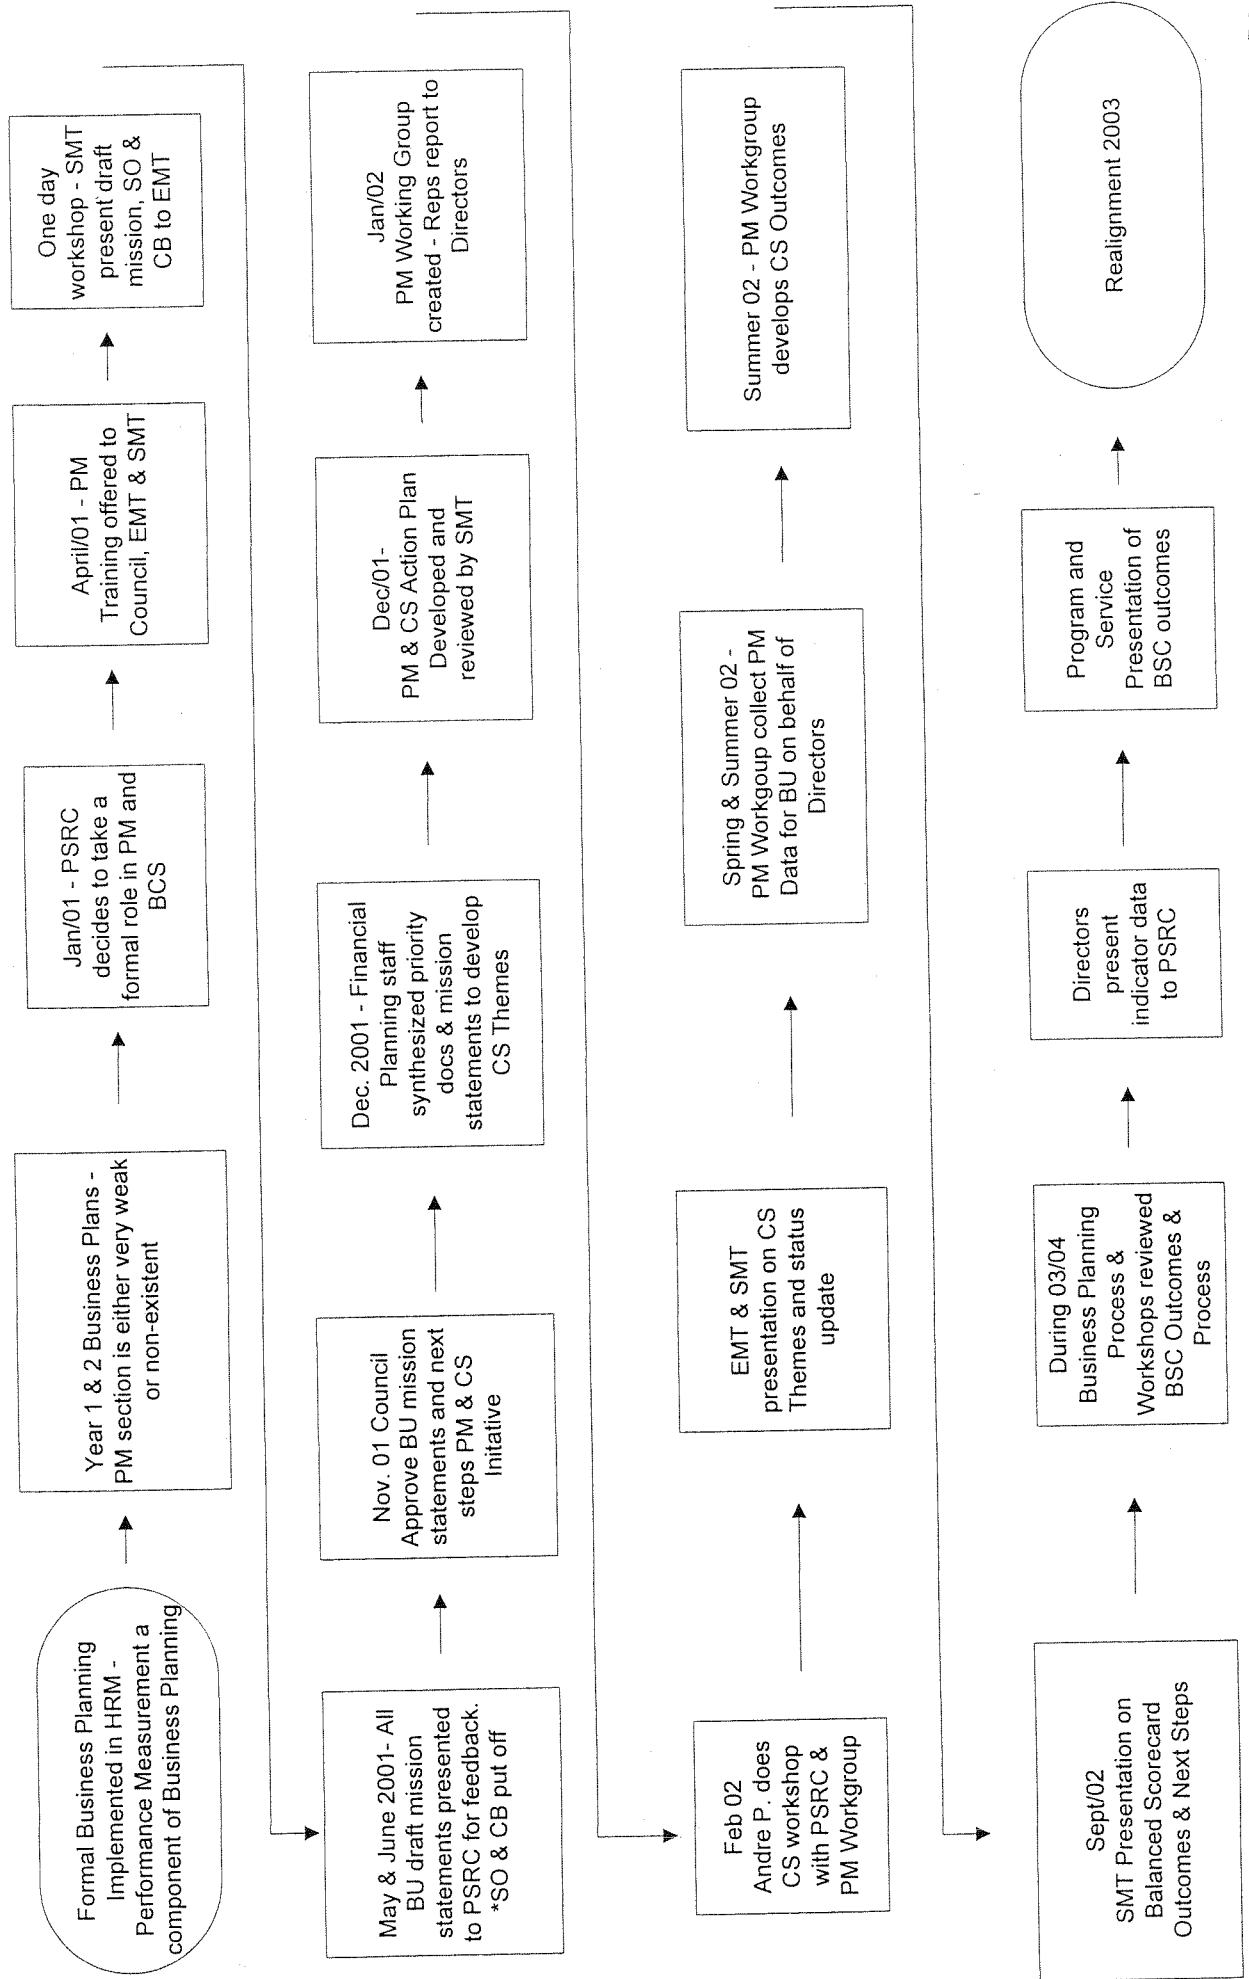 Formal Business Planning
Implemented in HRM -
Performance Measurement a
component of Business Planning
Year 1 & 2 Business Plans -
PM section is either very weak
or non-existent
Jan/01 - PSRC
decides to take a
formal role in PM and
BCS
April/01 - PM
Training offered to
Council, EMT & SMT
One day
workshop - SMT
present draft
mission, SO &
CB to EMT
May & June 2001- All
BU draft mission
statements presented
to PSRC for feedback.
*SO & CB put off
Nov. 01 Council
Approve BU mission
statements and next
steps PM & CS
Initative
Dec. 2001 - Financial
Planning staff
synthesized priority
docs & mission
statements to develop
CS Themes
Dec/01-
PM & CS Action Plan
Developed and
reviewed by SMT
Jan/02
PM Working Group
created - Reps report to
Directors
Feb 02
Andre P. does
CS workshop
with PSRC &
PM Workgroup
EMT & SMT
presentation on CS
Themes and status
update
Spring & Summer 02 -
PM Workgoup collect PM
Data for BU on behalf of
Directors
Summer 02 - PM Workgroup
develops CS Outcomes
Sept/02
SMT Presentation on
Balanced Scorecard
Outcomes & Next Steps
During 03/04
Business Planning
Process &
Workshops reviewed
BSC Outcomes &
Process
Directors
present
indicator data
to PSRC
Program and
Service
Presentation of
BSC outcomes
Realignment 2003